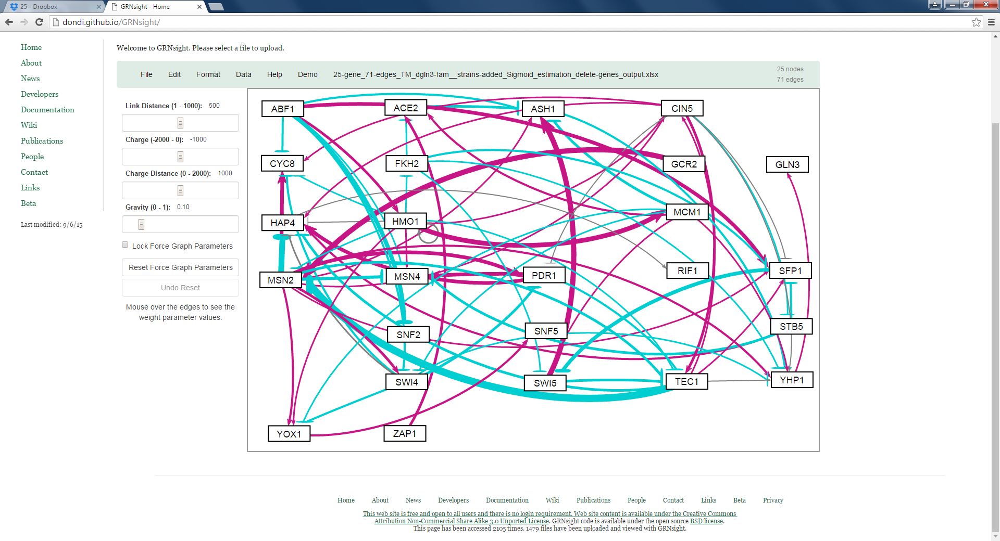 25 - Dropbox
GRNsight - Home
dondi.github.io/GRNsight/
Home
About
News
Developers
Documentation
Wiki
Publications
People
Contact
Links
Beta
Last modified: 9/6/15
Welcome to GRNsight. Please select a file to upload.
File Edit Format Data Help Demo 25-gene_71-edges_TM_dgln3-fam__strains-added_Sigmoid_estimation_delete-genes_output.xlsx
25 nodes
71 edges
Link Distance (1 - 1000): 500
Charge (-2000 - 0): -1000
Charge Distance (0 - 2000): 1000
Gravity (0 - 1): 0.10
Lock Force Graph Parameters
Reset Force Graph Parameters
Undo Reset
Mouse over the edges to see the
weight parameter values.
ABF1 ACE2 ASH1 CIN5
CYC8 FKH2 GCR2 GLN3
HAP4 HMO1 MCM1
MSN2 MSN4 PDR1 RIF1 SFP1
SNF2 SNF5 STB5
SWI4 SWI5 TEC1 YHP1
YOX1 ZAP1
Home About News Developers Documentation Wiki Publications People Contact Links Beta Privacy
This web site is free and open to all users and there is no login requirement. Web site content is available under the Creative Commons
Attribution Non-Commercial Share Alike 3.0 Unported License. GRNsight code is available under the open source BSD license.
This page has been accessed 2105 times. 1479 files have been uploaded and viewed with GRNsight.